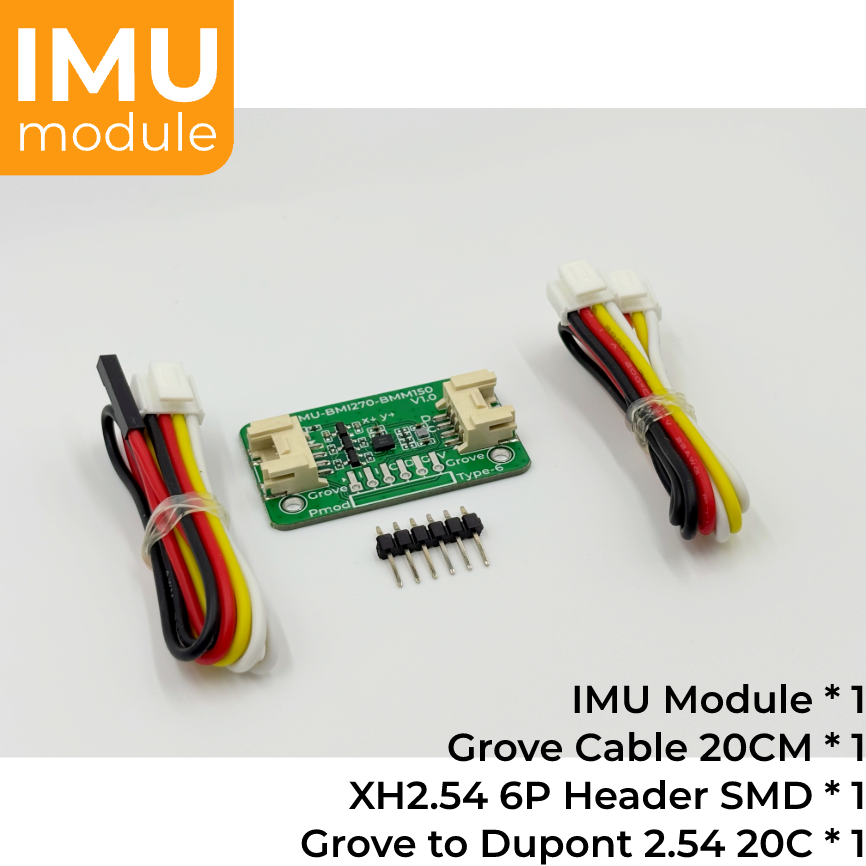 IMU
module
IMU-BMI270-BMM150
V1.0
x+ y+
G V
Grove
Grove
Type-6
Pmod
IMU Module * 1
Grove Cable 20CM * 1
XH2.54 6P Header SMD * 1
Grove to Dupont 2.54 20C * 1